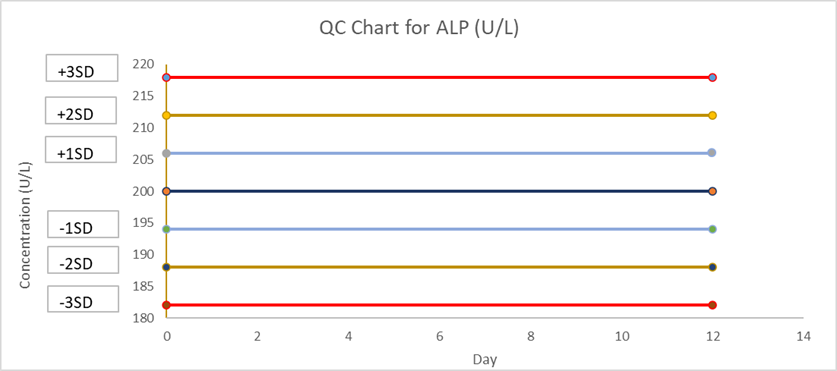 QC Chart for ALP (U/L)
+3SD
+2SD
+1SD
-1SD
-2SD
-3SD
Concentration (U/L)
220
215
210
205
200
195
190
185
180
0 2 4 6 8 10 12 14
Day